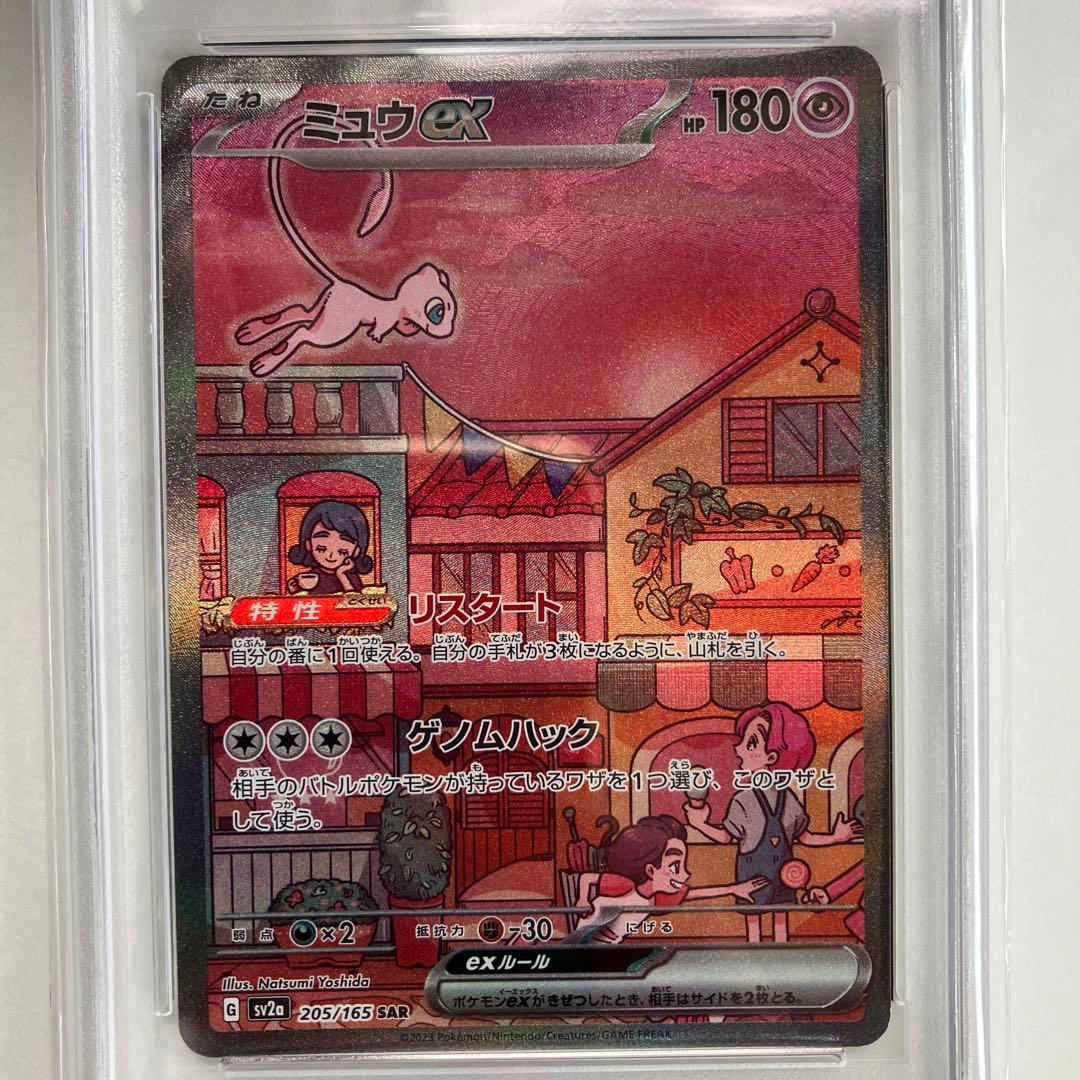 たね ミュウex HP 180
特性 とくせい リスタート
自分の番に1回使える。自分の手札が3枚になるように、山札を引く。
ゲノムハック
相手のバトルポケモンが持っているワザを1つ選び、このワザと
して使う。
弱点 ×2 抵抗力 -30 にげる
exルール
ポケモンexがきぜつしたとき、相手はサイドを2枚とる。
Illus. Natsumi Yoshida
G sv2a 205/165 SAR
©2023 Pokémon/Nintendo/Creatures/GAME FREAK